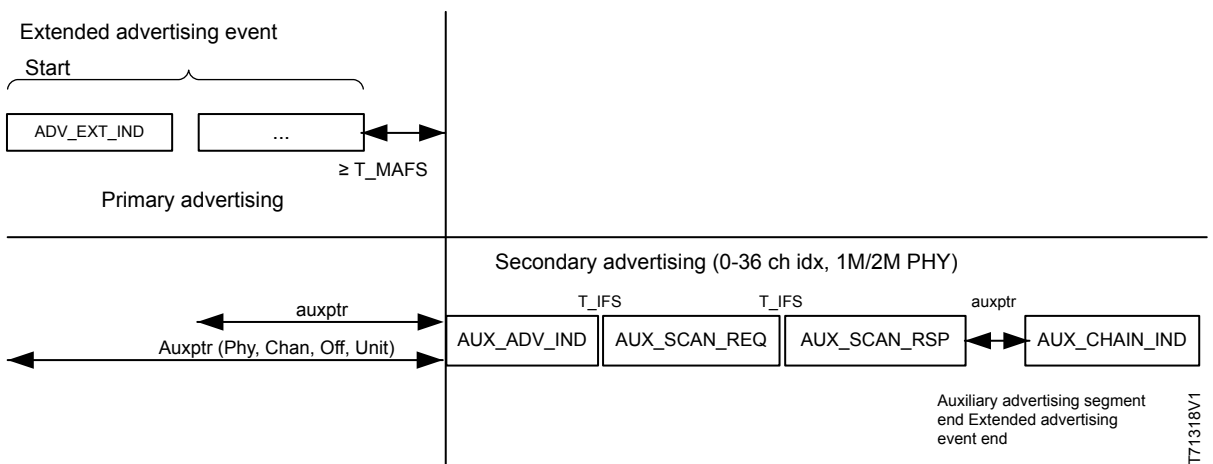 Extended advertising event
Start
ADV_EXT_IND
...
≥ T_MAFS
Primary advertising
Secondary advertising (0-36 ch idx, 1M/2M PHY)
auxptr
Auxptr (Phy, Chan, Off, Unit)
T_IFS
T_IFS
auxptr
AUX_ADV_IND
AUX_SCAN_REQ
AUX_SCAN_RSP
AUX_CHAIN_IND
Auxiliary advertising segment
end Extended advertising
event end
T71318V1